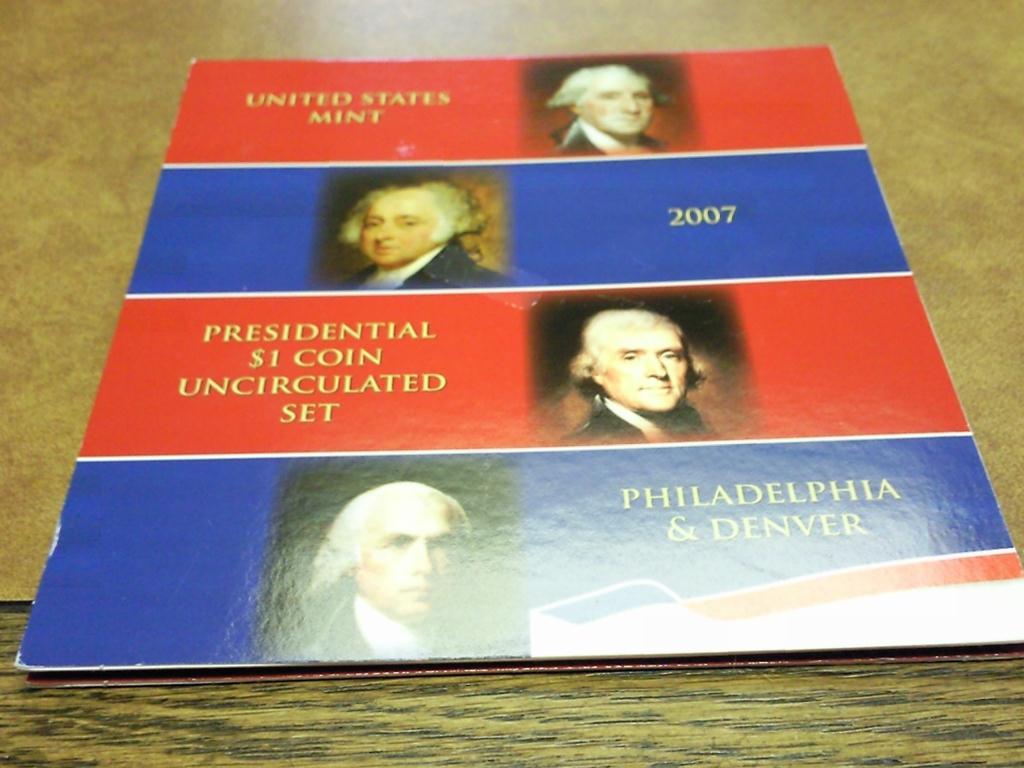 UNITED STATES
MINT
2007
PRESIDENTIAL
$1 COIN
UNCIRCULATED
SET
PHILADELPHIA
& DENVER